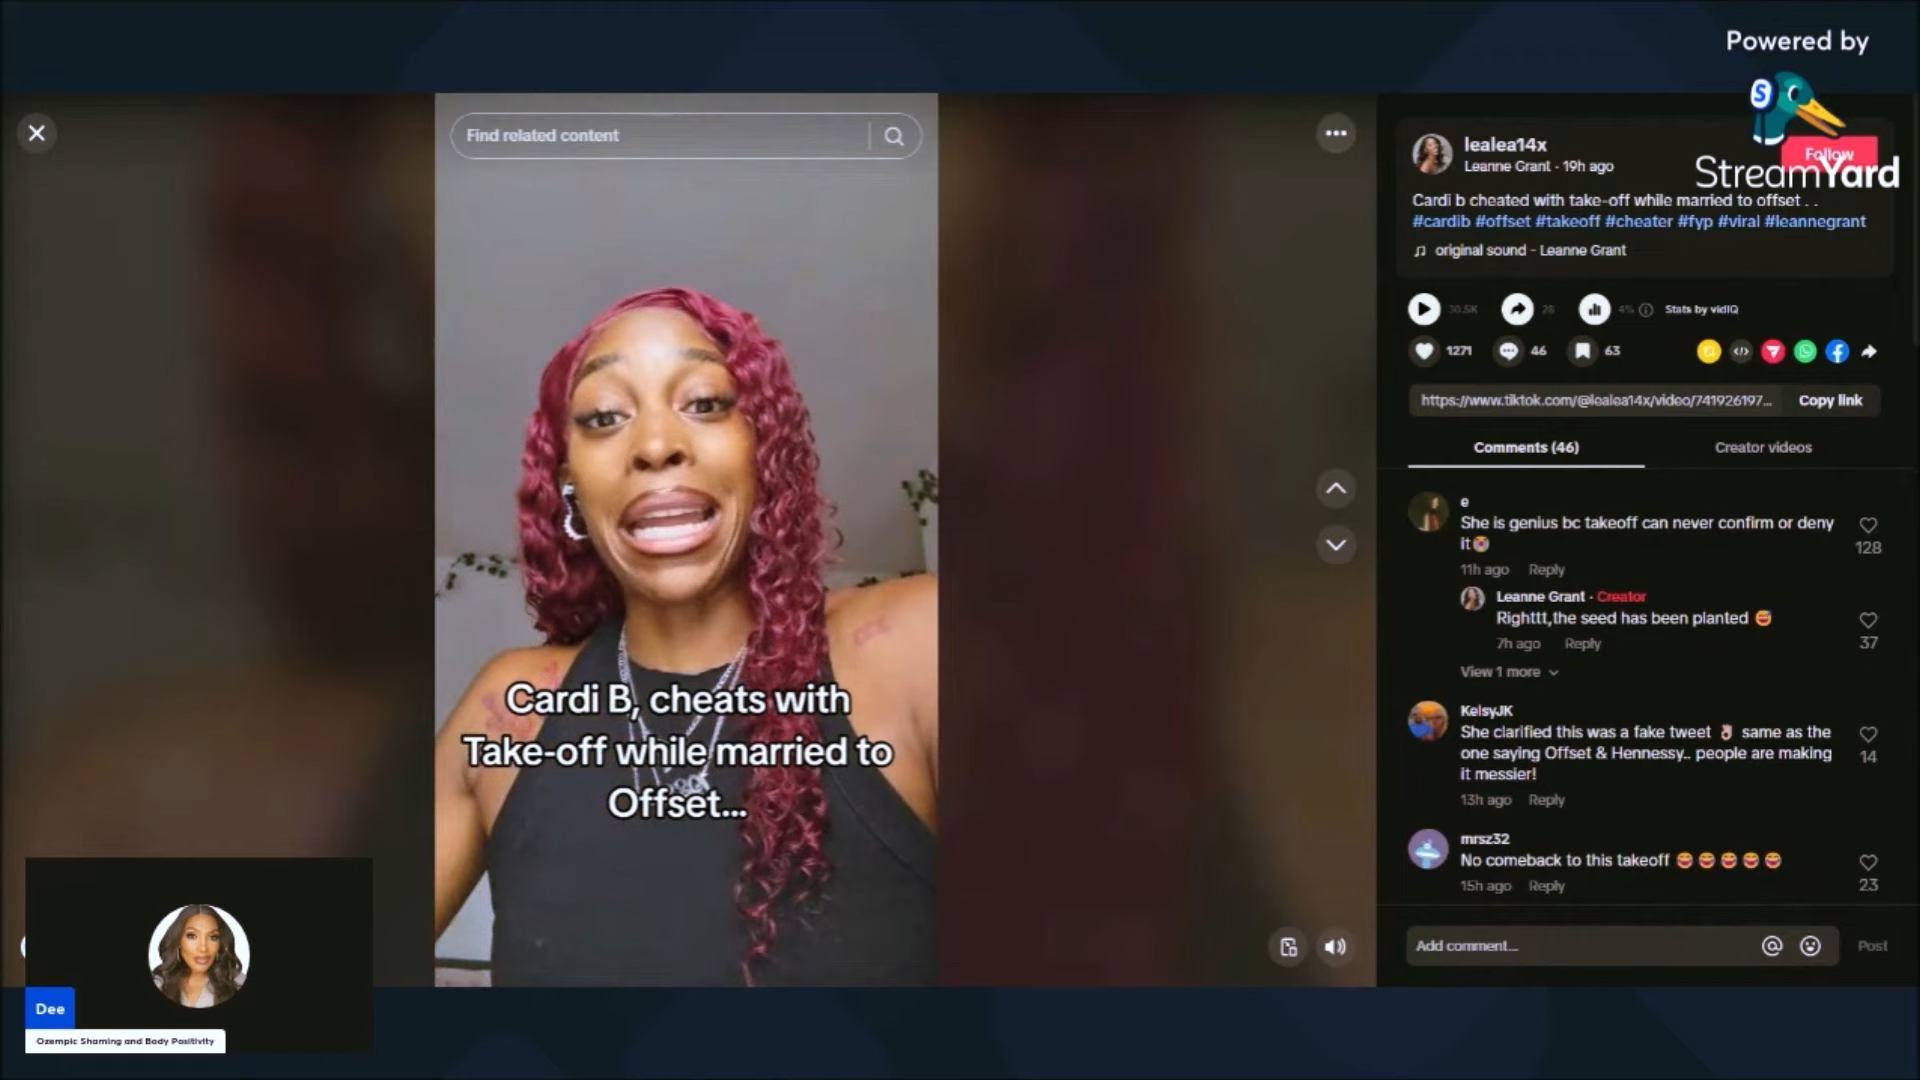 Powered by
StreamYard
Find related content
lealea14x
Leanne Grant · 19h ago
Follow
Cardi b cheated with take-off while married to offset . .
#cardib #offset #takeoff #cheater #fyp #viral #leannegrant
original sound - Leanne Grant
30.5K
28
4%
Stats by vidIQ
1271
46
63
https://www.tiktok.com/@lealea14x/video/741926197...
Copy link
Comments (46)
Creator videos
e
She is genius bc takeoff can never confirm or deny
it
128
11h ago Reply
Leanne Grant · Creator
Righttt,the seed has been planted 😅
37
7h ago Reply
View 1 more
KelsyJK
She clarified this was a fake tweet 👌🏽 same as the
one saying Offset & Hennessy.. people are making
it messier!
14
13h ago Reply
mrsz32
No comeback to this takeoff 😂 😂 😂 😂 😂
23
15h ago Reply
Add comment...
Post
Cardi B, cheats with
Take-off while married to
Offset...
Dee
Ozempic Shaming and Body Positivity